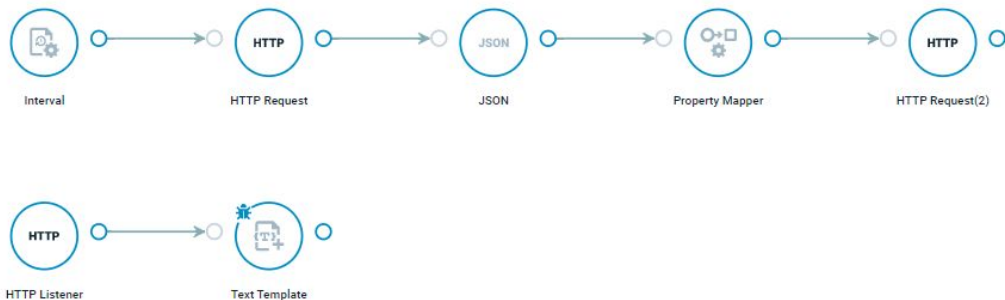 HTTP
JSON
HTTP
Interval
HTTP Request
JSON
Property Mapper
HTTP Request(2)
HTTP
{T}
HTTP Listener
Text Template